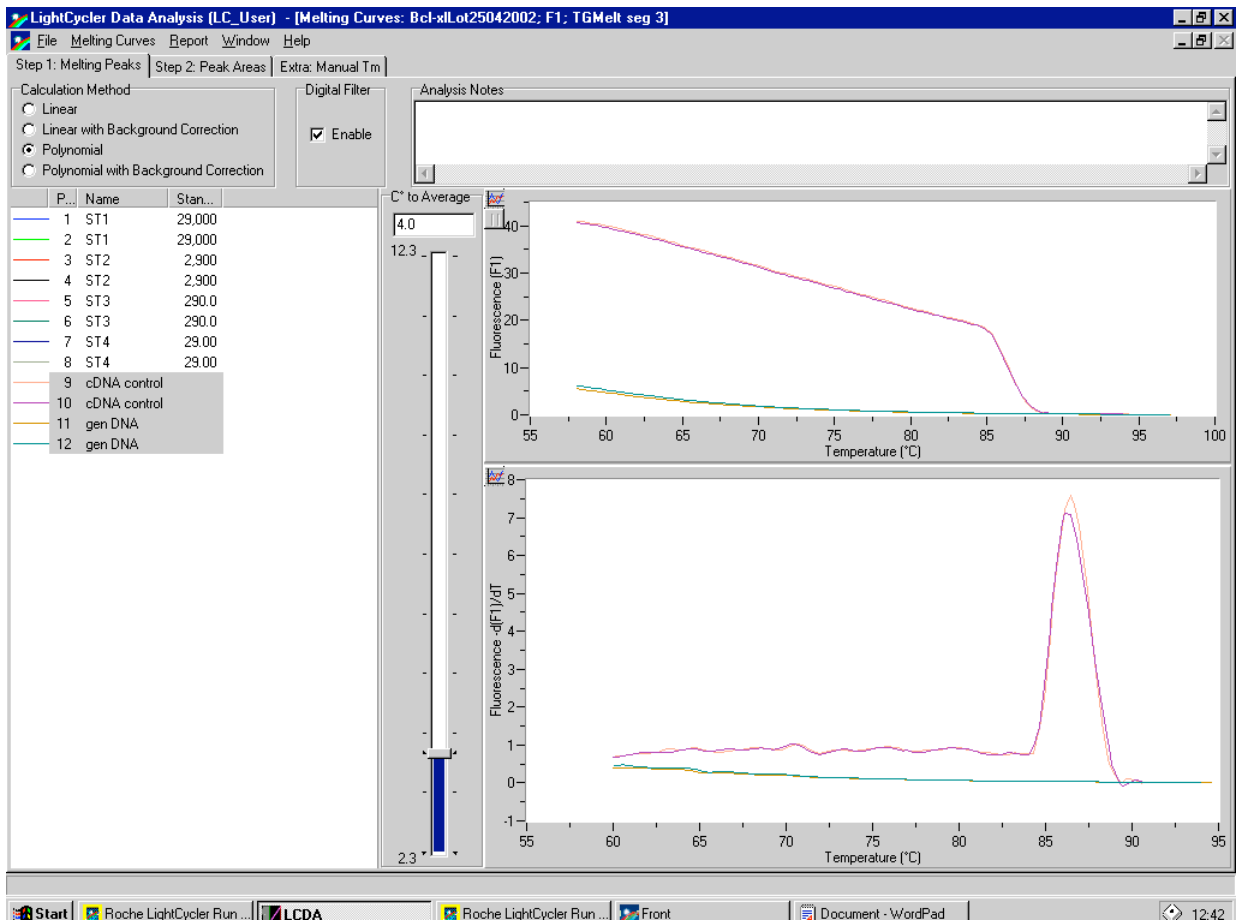 LightCycler Data Analysis (LC_User) - [Melting Curves: Bcl-xlLot25042002; F1; TGMelt seg 3]
File Melting Curves Report Window Help
Step 1: Melting Peaks Step 2: Peak Areas Extra: Manual Tm
Calculation Method
Linear
Linear with Background Correction
Polynomial
Polynomial with Background Correction
Digital Filter
Enable
Analysis Notes
P... Name Stan...
1 ST1 29,000
2 ST1 29,000
3 ST2 2,900
4 ST2 2,900
5 ST3 290.0
6 ST3 290.0
7 ST4 29.00
8 ST4 29.00
9 cDNA control
10 cDNA control
11 gen DNA
12 gen DNA
C° to Average
4.0
12.3
2.3
Fluorescence (F1)
40
30
20
10
0
55 60 65 70 75 80 85 90 95 100
Temperature (°C)
Fluorescence -d(F1)/dT
8
7
6
5
4
3
2
1
0
-1
55 60 65 70 75 80 85 90 95
Temperature (°C)
Start Roche LightCycler Run ... LCDA Roche LightCycler Run ... Front Document - WordPad 12:42